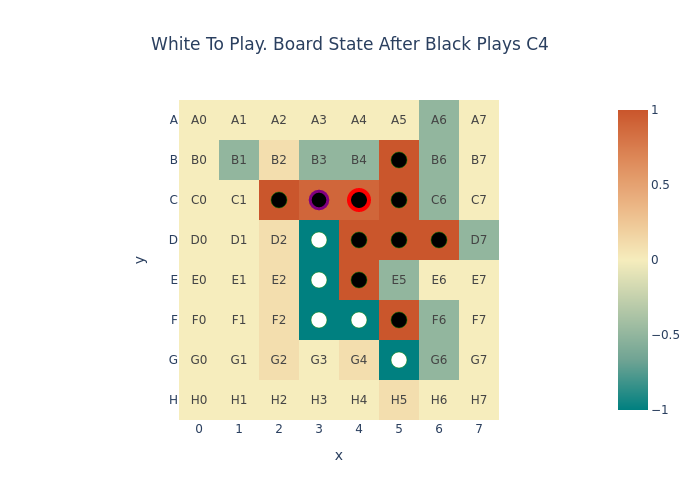 White To Play. Board State After Black Plays C4
A A0 A1 A2 A3 A4 A5 A6 A7
B B0 B1 B2 B3 B4 B6 B7
C C0 C1 C6 C7
D D0 D1 D2 D7
E E0 E1 E2 E5 E6 E7
F F0 F1 F2 F6 F7
G G0 G1 G2 G3 G4 G6 G7
H H0 H1 H2 H3 H4 H5 H6 H7
0 1 2 3 4 5 6 7
x
y
1
0.5
0
−0.5
−1